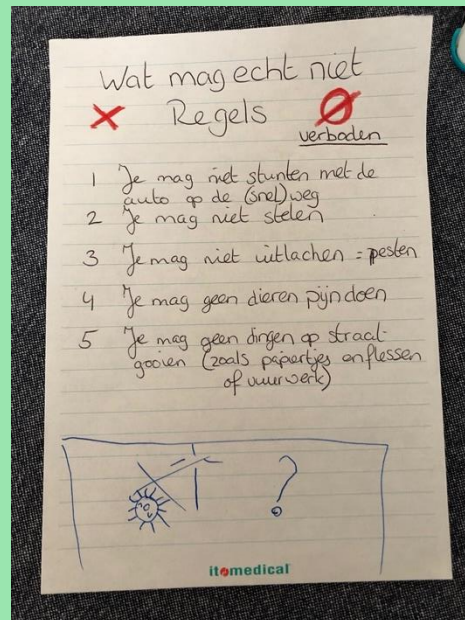 Wat mag echt niet
Regels
verboden
1 Je mag niet stunten met de
auto op de (snel)weg
2 Je mag niet stelen
3 Je mag niet uitlachen = pesten
4 Je mag geen dieren pijn doen
5 Je mag geen dingen op straat
gooien (zoals papiertjes en flessen
of vuurwerk)
?
itomedical